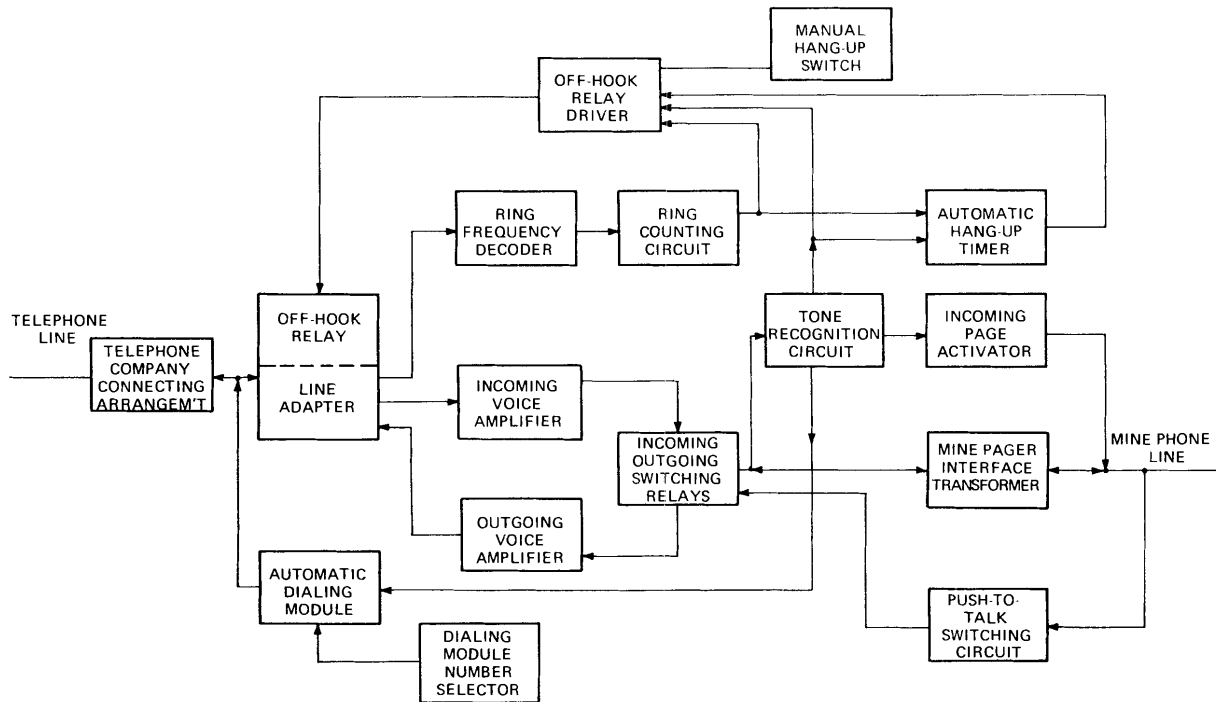 MANUAL
HANG-UP
SWITCH
OFF-HOOK
RELAY
DRIVER
RING
FREQUENCY
DECODER
RING
COUNTING
CIRCUIT
AUTOMATIC
HANG-UP
TIMER
TELEPHONE
LINE
TELEPHONE
COMPANY
CONNECTING
ARRANGEM'T
OFF-HOOK
RELAY
LINE
ADAPTER
TONE
RECOGNITION
CIRCUIT
INCOMING
PAGE
ACTIVATOR
INCOMING
VOICE
AMPLIFIER
INCOMING
OUTGOING
SWITCHING
RELAYS
MINE PAGER
INTERFACE
TRANSFORMER
MINE PHONE
LINE
OUTGOING
VOICE
AMPLIFIER
AUTOMATIC
DIALING
MODULE
PUSH-TO-
TALK
SWITCHING
CIRCUIT
DIALING
MODULE
NUMBER
SELECTOR